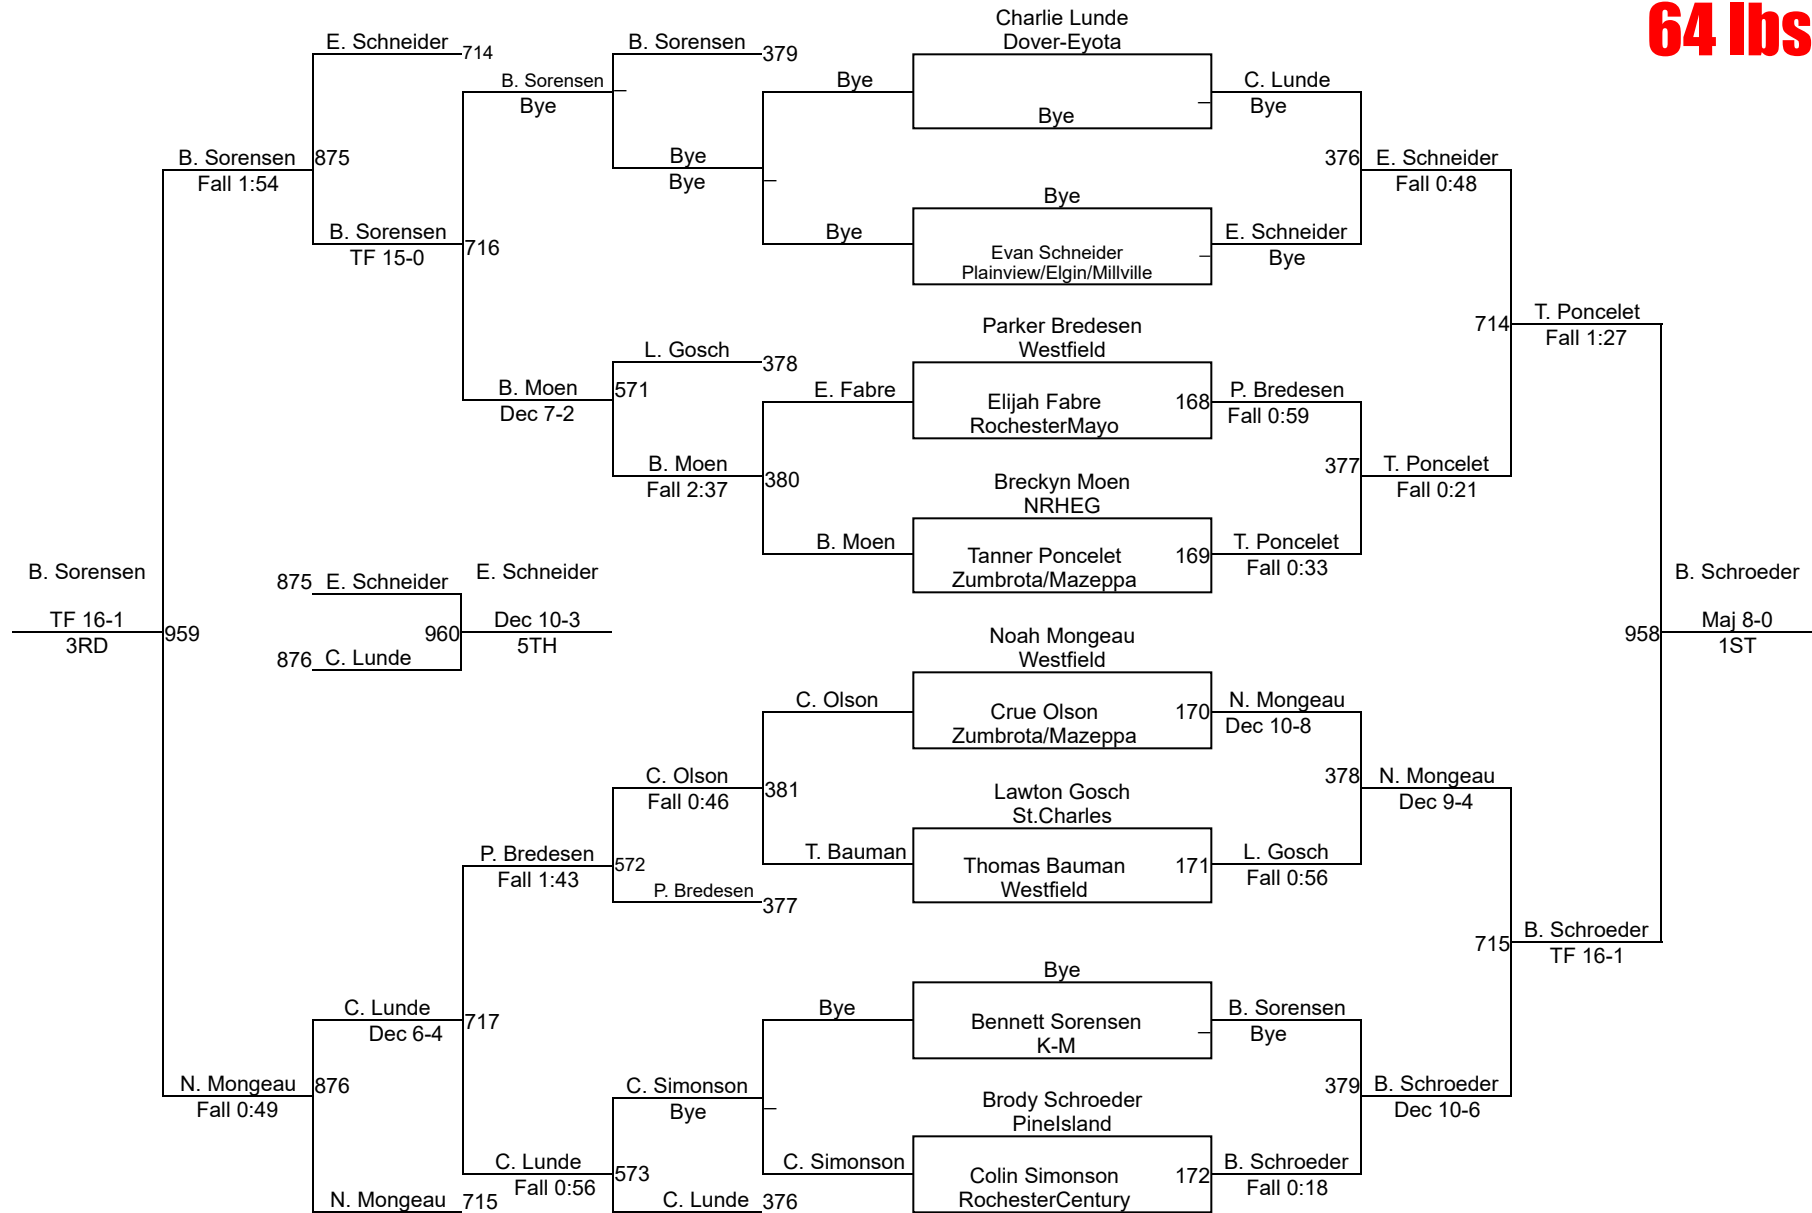 64 lbs
Charlie Lunde
Dover-Eyota
E. Schneider
714
B. Sorensen
379
B. Sorensen
Bye
Bye
C. Lunde
Bye
Bye
B. Sorensen
875
Fall 1:54
Bye
Bye
376
E. Schneider
Fall 0:48
Bye
B. Sorensen
716
TF 15-0
Bye
Evan Schneider
Plainview/Elgin/Millville
E. Schneider
Bye
714
T. Poncelet
Fall 1:27
Parker Bredesen
Westfield
L. Gosch
378
B. Moen
571
Dec 7-2
E. Fabre
Elijah Fabre
RochesterMayo
168
P. Bredesen
Fall 0:59
B. Moen
380
Fall 2:37
377
T. Poncelet
Fall 0:21
Breckyn Moen
NRHEG
B. Moen
Tanner Poncelet
Zumbrota/Mazeppa
169
T. Poncelet
Fall 0:33
B. Sorensen
TF 16-1
3RD
959
875
E. Schneider
876
C. Lunde
960
E. Schneider
Dec 10-3
5TH
958
B. Schroeder
Maj 8-0
1ST
Noah Mongeau
Westfield
C. Olson
Crue Olson
Zumbrota/Mazeppa
170
N. Mongeau
Dec 10-8
C. Olson
381
Fall 0:46
378
N. Mongeau
Dec 9-4
Lawton Gosch
St.Charles
P. Bredesen
572
Fall 1:43
T. Bauman
Thomas Bauman
Westfield
171
L. Gosch
Fall 0:56
P. Bredesen
377
715
B. Schroeder
TF 16-1
Bye
C. Lunde
717
Dec 6-4
Bye
Bennett Sorensen
K-M
B. Sorensen
Bye
N. Mongeau
876
Fall 0:49
C. Simonson
Bye
379
B. Schroeder
Dec 10-6
Brody Schroeder
PineIsland
C. Lunde
573
Fall 0:56
C. Simonson
Colin Simonson
RochesterCentury
172
B. Schroeder
Fall 0:18
N. Mongeau
715
C. Lunde
376